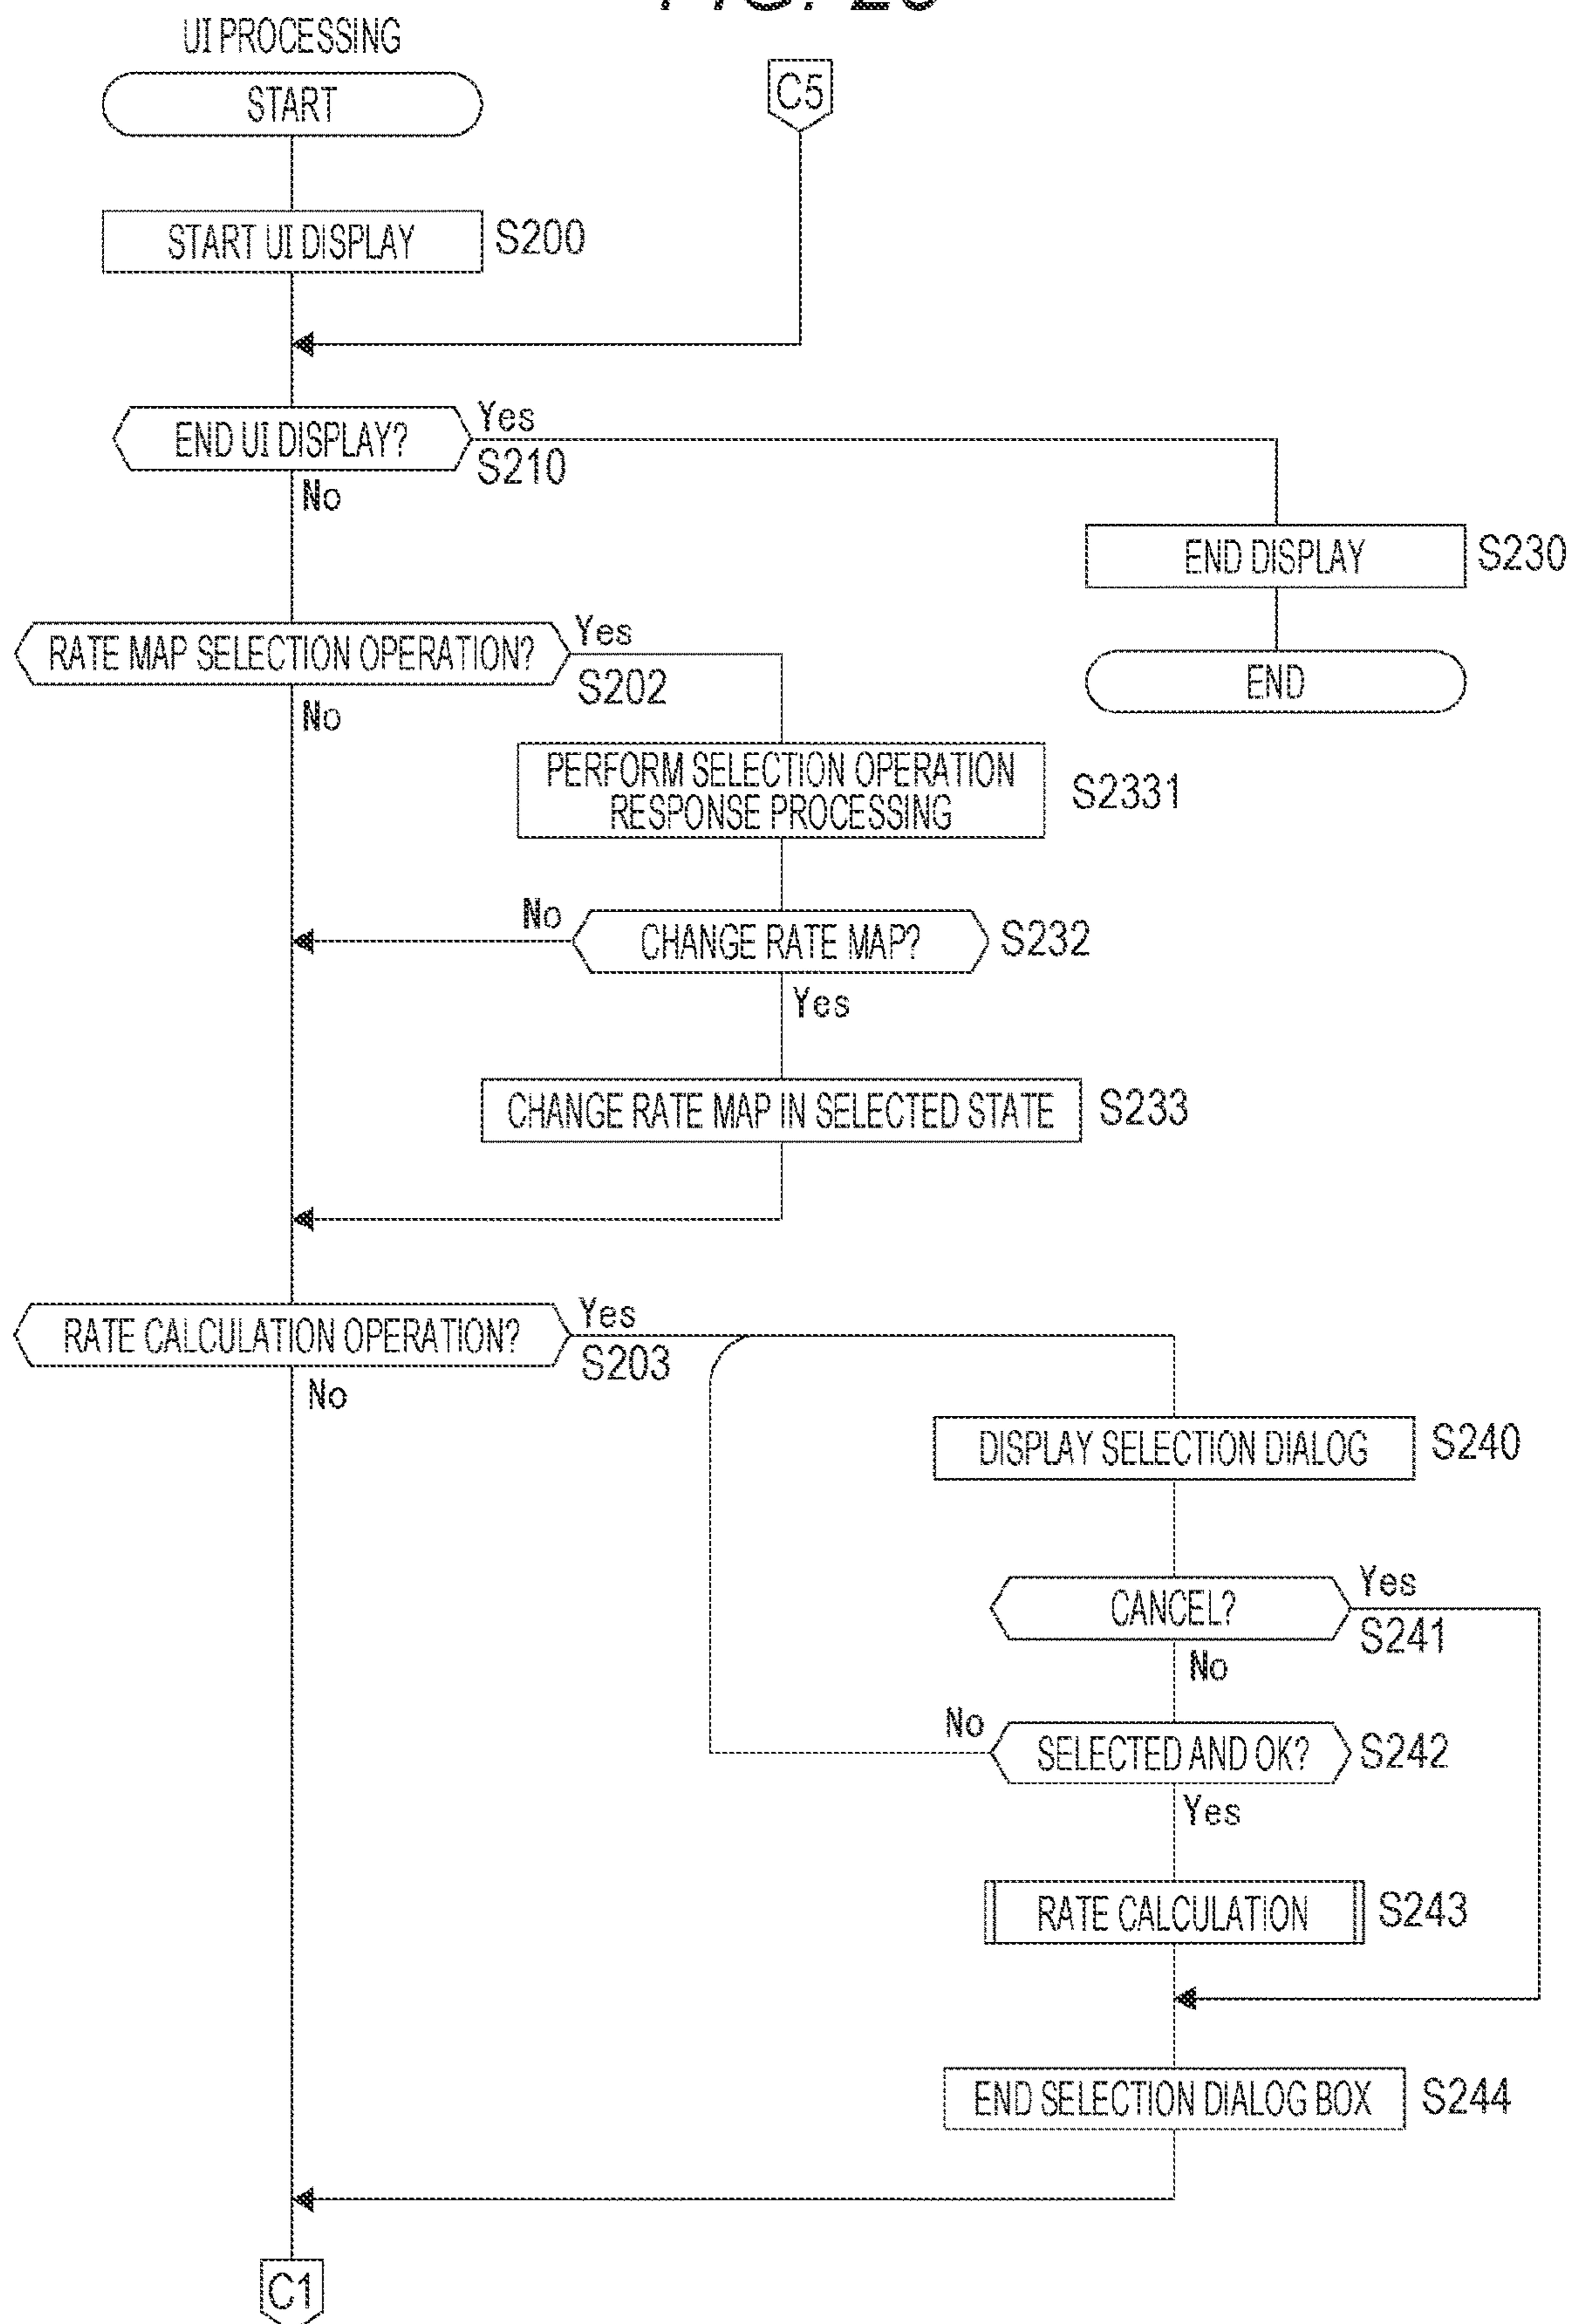 UI PROCESSING
START
C5
START UI DISPLAY
S200
END UI DISPLAY?
Yes
S210
No
END DISPLAY
S230
RATE MAP SELECTION OPERATION?
Yes
S202
END
No
PERFORM SELECTION OPERATION
RESPONSE PROCESSING
S2331
No
CHANGE RATE MAP?
S232
Yes
CHANGE RATE MAP IN SELECTED STATE
S233
RATE CALCULATION OPERATION?
Yes
S203
No
DISPLAY SELECTION DIALOG
S240
CANCEL?
Yes
S241
No
No
SELECTED AND OK?
S242
Yes
RATE CALCULATION
S243
END SELECTION DIALOG BOX
S244
C1